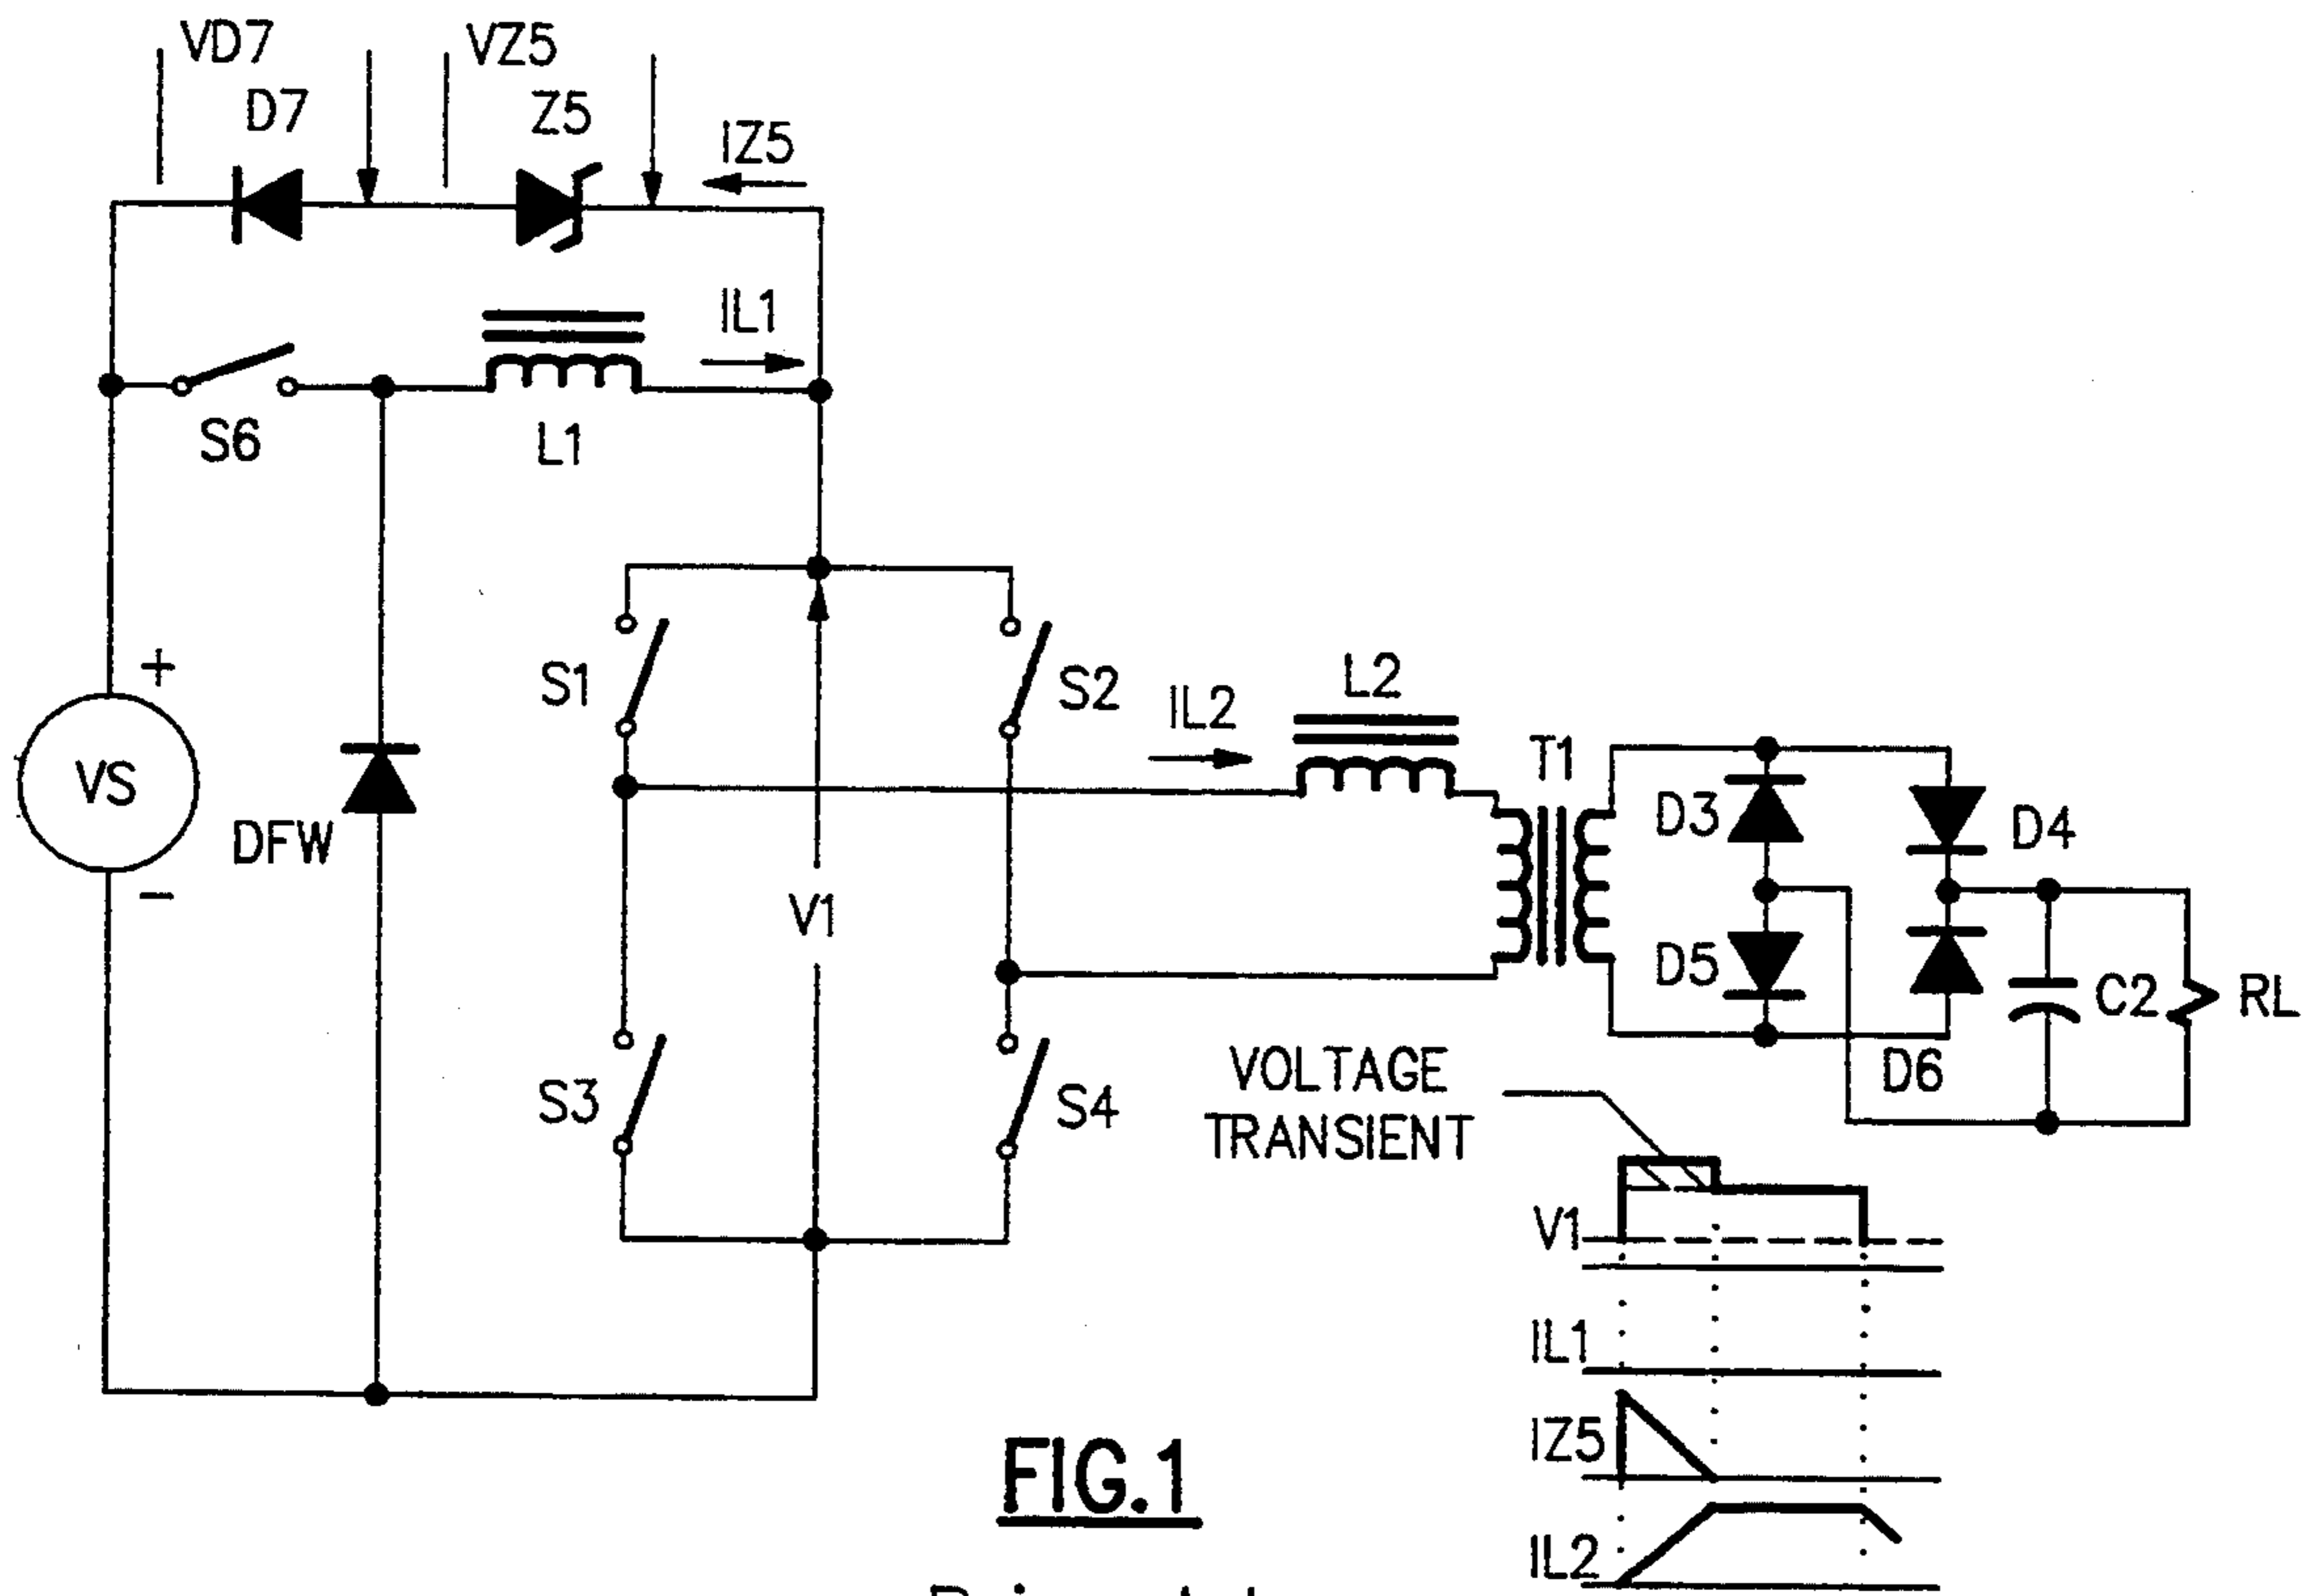 VD7
VZ5
D7
Z5
IZ5
IL1
S6
L1
+
VS
-
DFW
S1
S2
V1
S3
S4
IL2
L2
T1
D3
D4
D5
D6
C2
RL
VOLTAGE
TRANSIENT
V1
IL1
IZ5
IL2
FIG.1